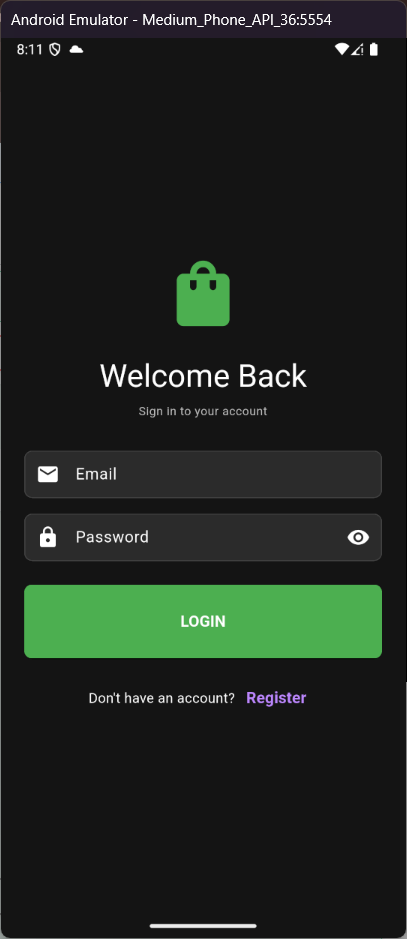 Android Emulator - Medium_Phone_API_36:5554
8:11
Welcome Back
Sign in to your account
Email
Password
LOGIN
Don't have an account? Register